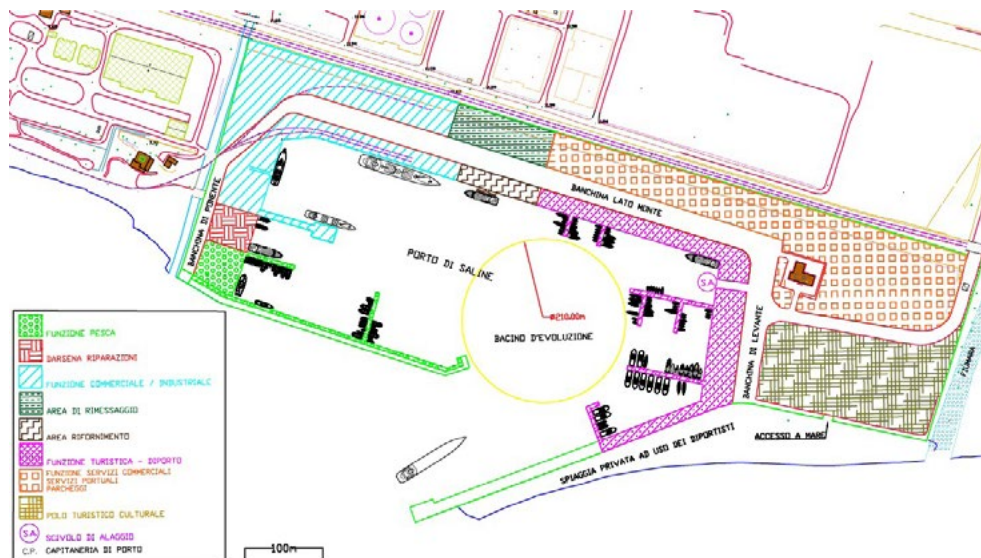 BANCHINA LATO MONTE
BANCHINA DI PONENTE
PORTO DI SALINE
S.A.
Ø210.00m
BACINO D'EVOLUZIONE
BANCHINA DI LEVANTE
FIUMARA
ACCESSO A MARE
SPIAGGIA PRIVATA AD USO DEI DIPORTISTI
FUNZIONE PESCA
DARSENA RIPARAZIONI
FUNZIONE COMMERCIALE / INDUSTRIALE
AREA DI RIMESSAGGIO
AREA RIFORNIMENTO
FUNZIONE TURISTICA - DIPORTO
FUNZIONE SERVIZI COMMERCIALI
SERVIZI PORTUALI
PARCHEGGI
POLO TURISTICO CULTURALE
S.A. SCIVOLO DI ALAGGIO
C.P. CAPITANERIA DI PORTO
100m